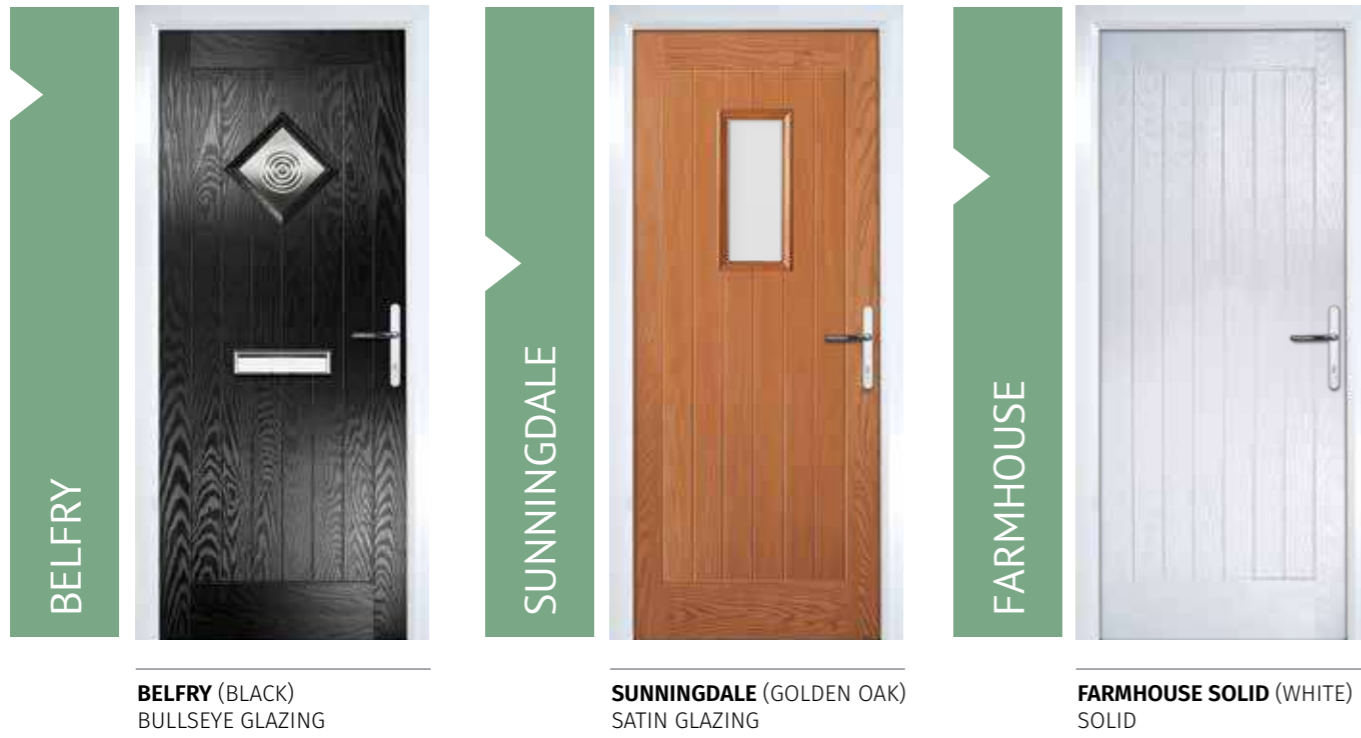 BELFRY
BELFRY (BLACK)
BULLSEYE GLAZING
SUNNINGDALE
SUNNINGDALE (GOLDEN OAK)
SATIN GLAZING
FARMHOUSE
FARMHOUSE SOLID (WHITE)
SOLID